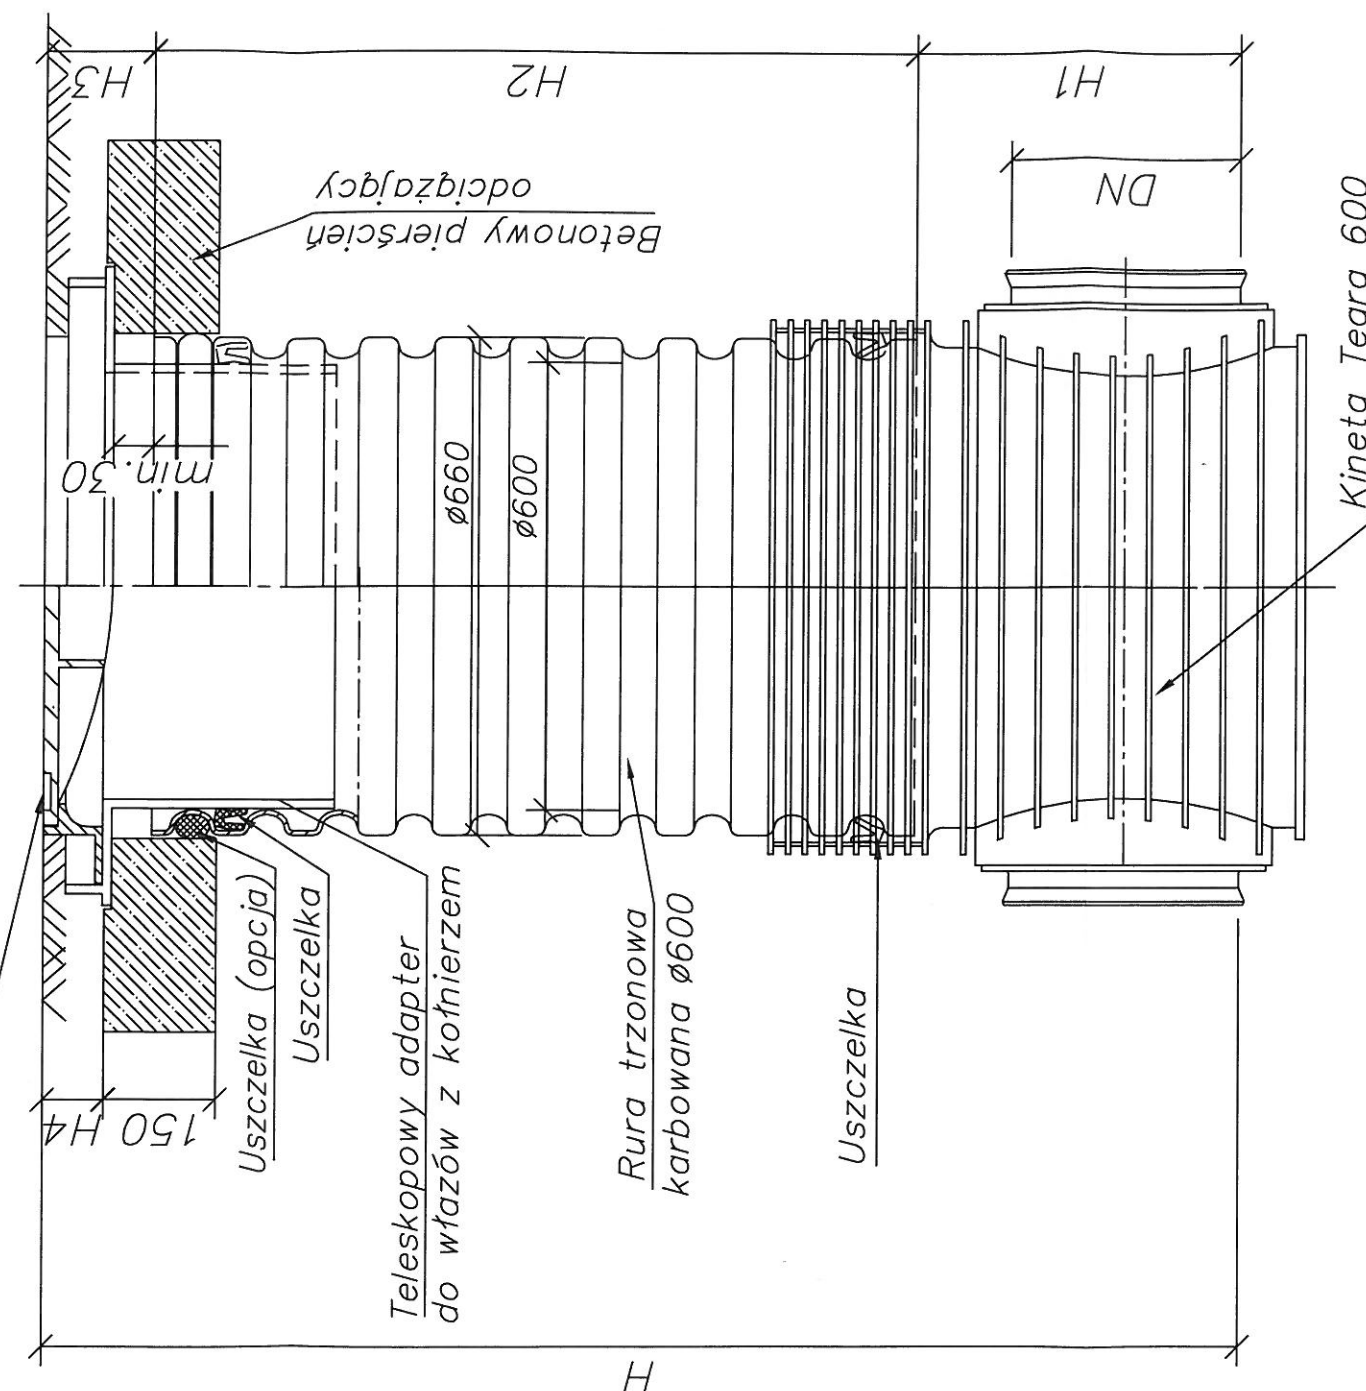 H3
H2
H1
DN
Betonowy pierścień
odciążający
Kineta Tegra 600
min. 30
ø660
ø600
150
H4
Uszczelka (opcja)
Uszczelka
Teleskopowy adapter
do włazów z kołnierzem
Rura trzonowa
karbowana ø600
Uszczelka
H